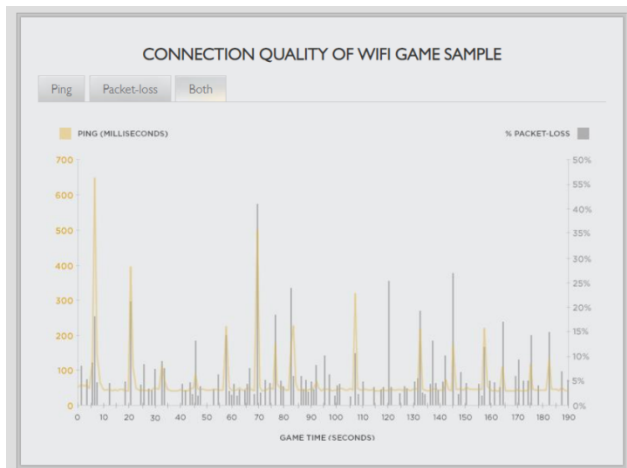 CONNECTION QUALITY OF WIFI GAME SAMPLE
Ping Packet-loss Both
PING (MILLISECONDS) % PACKET-LOSS
700 50%
600 55%
500 40%
400 35%
300 30%
200 25%
100 20%
0 15%
10%
5%
0%
0 10 20 30 40 50 60 70 80 90 100 110 120 130 140 150 160 170 180 190
GAME TIME (SECONDS)